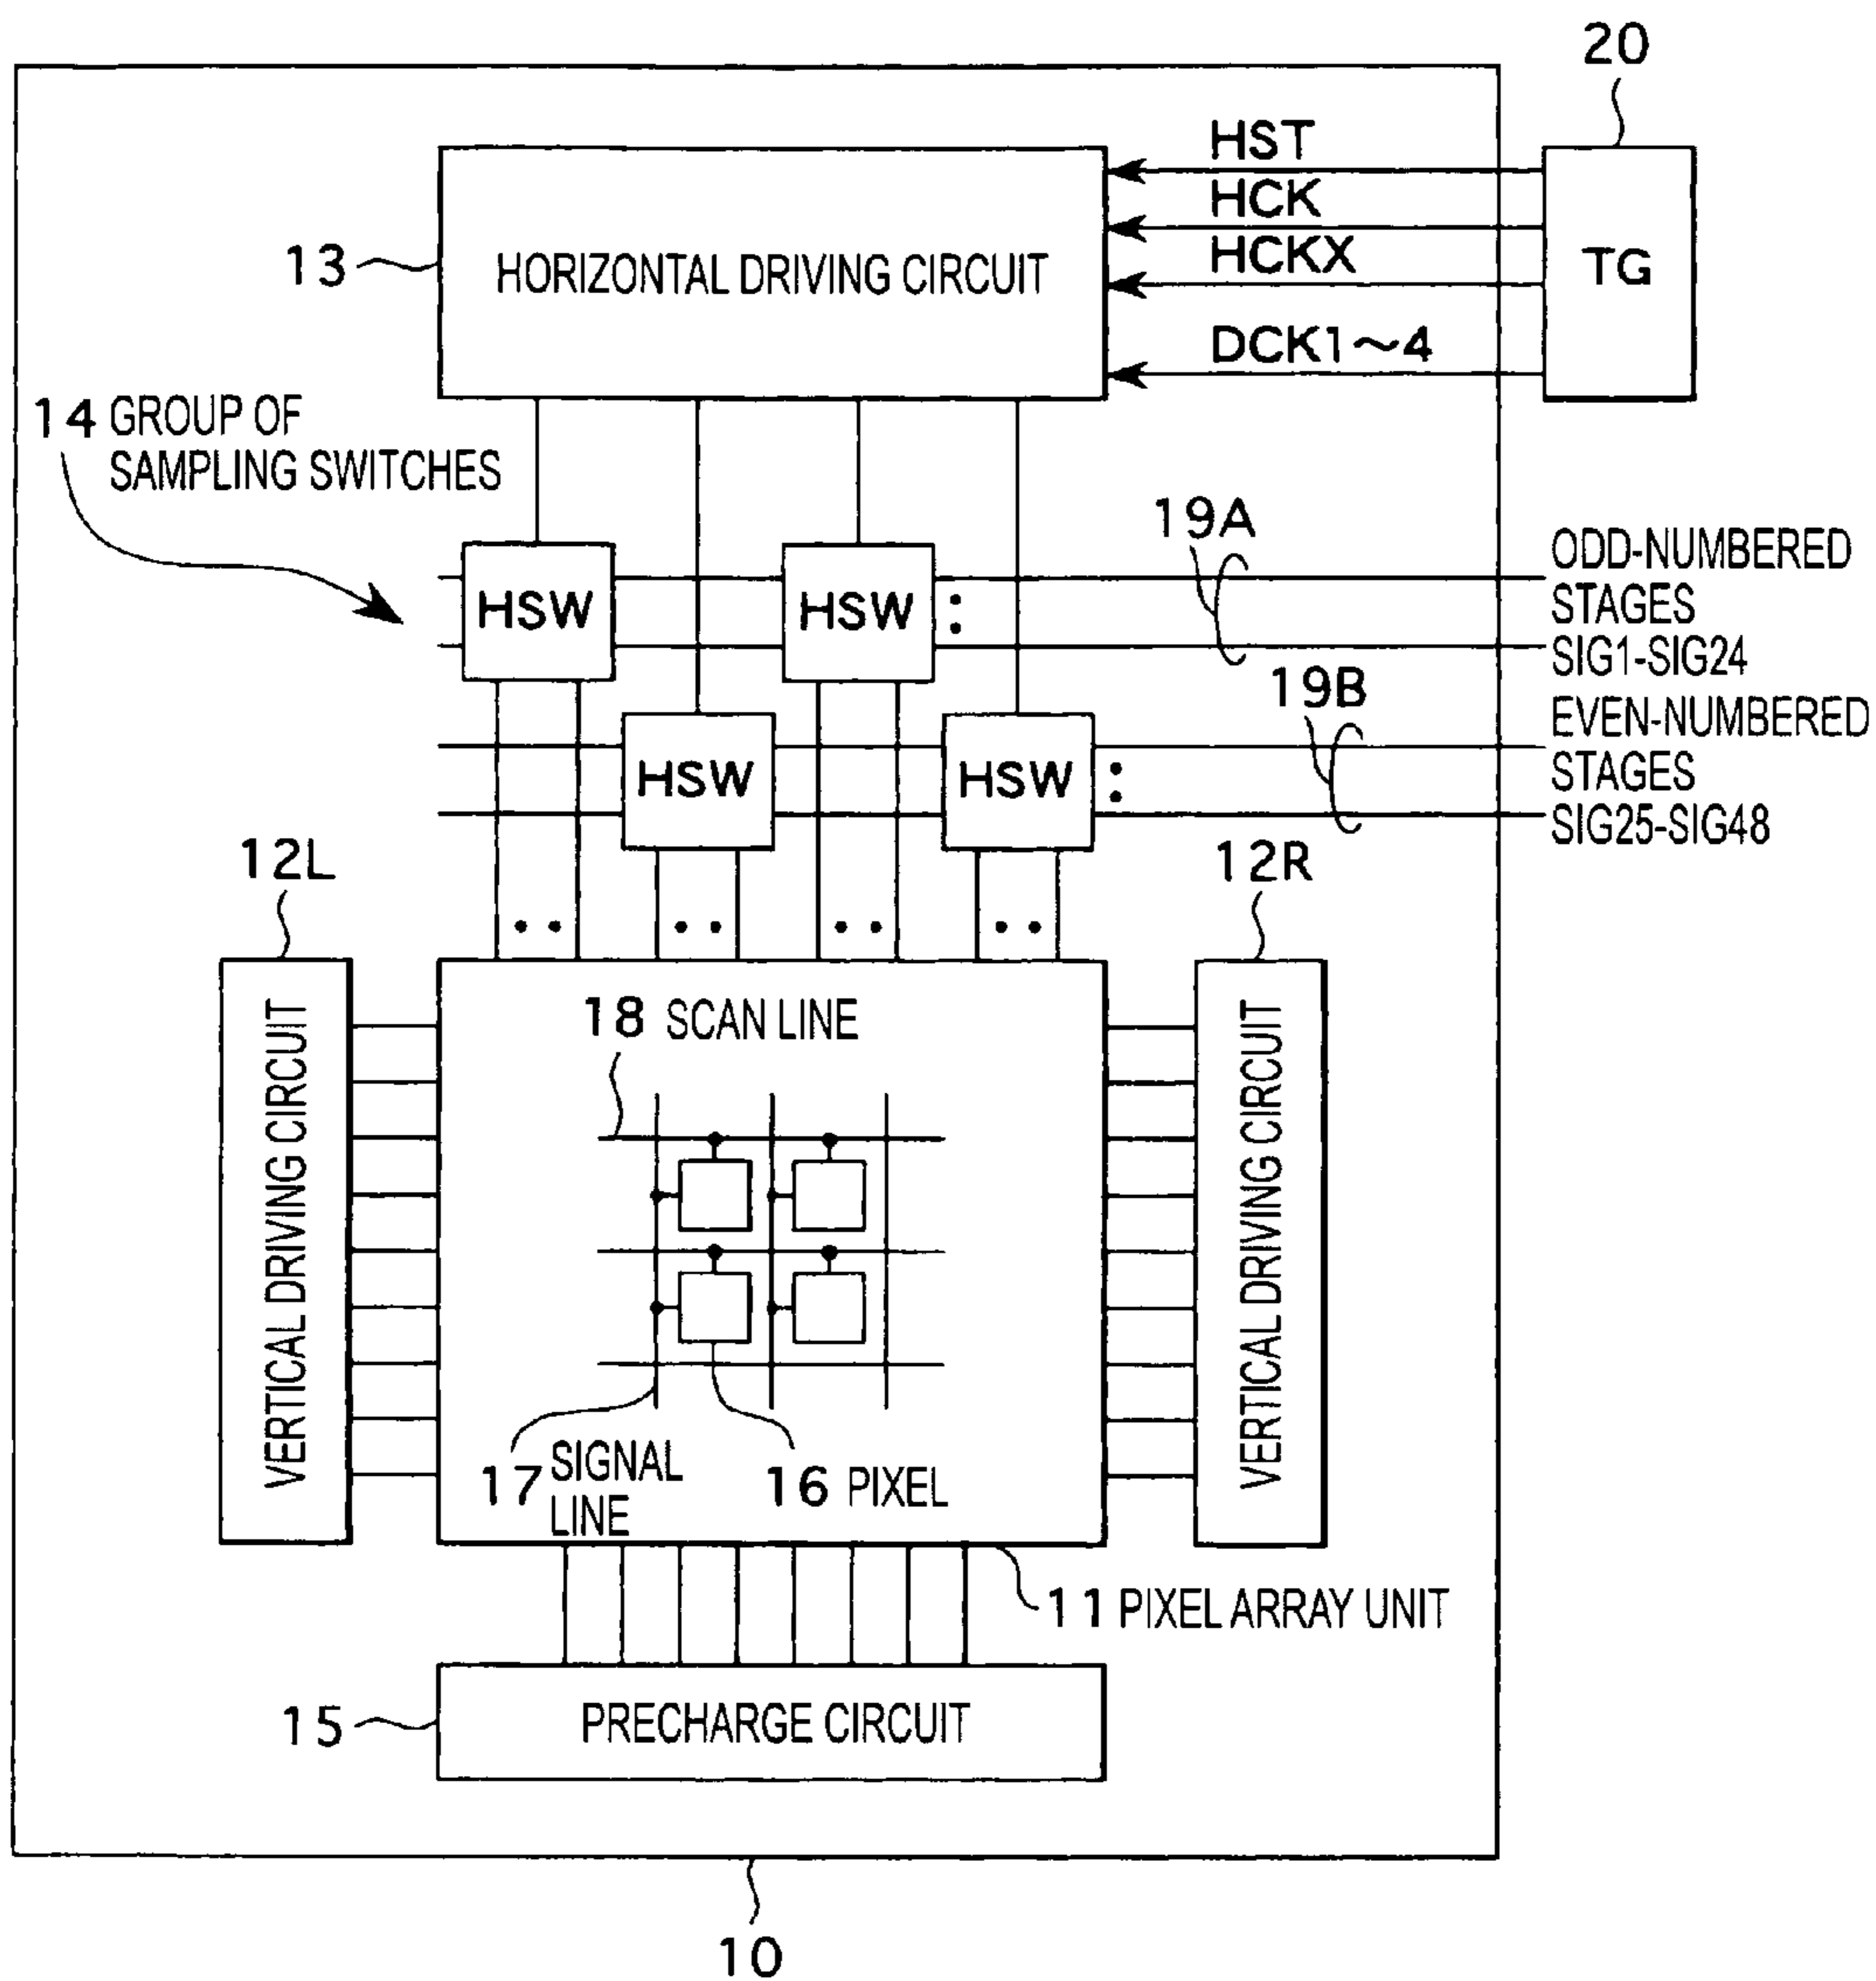 20
HST
HCK
HCKX
DCK1～4
TG
13
HORIZONTAL DRIVING CIRCUIT
14 GROUP OF
SAMPLING SWITCHES
19A
ODD-NUMBERED
STAGES
SIG1-SIG24
HSW
HSW
19B
EVEN-NUMBERED
STAGES
SIG25-SIG48
HSW
HSW
12L
12R
VERTICAL DRIVING CIRCUIT
18 SCAN LINE
VERTICAL DRIVING CIRCUIT
17 SIGNAL
LINE
16 PIXEL
11 PIXEL ARRAY UNIT
15
PRECHARGE CIRCUIT
10